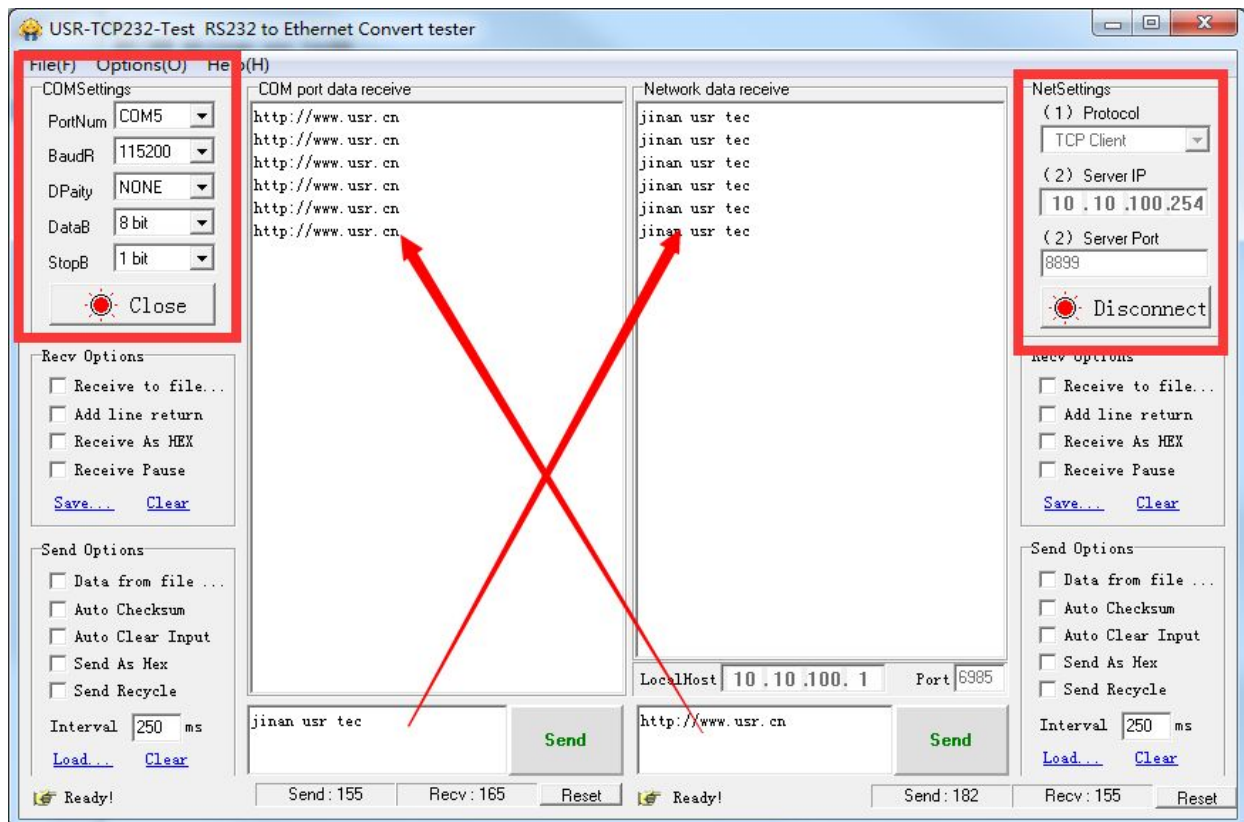 USR-TCP232-Test RS232 to Ethernet Convert tester
File(F) Options(O) Help(H)
COMSettings
PortNum COM5
BaudR 115200
DPaity NONE
DataB 8 bit
StopB 1 bit
Close
Recv Options
Receive to file...
Add line return
Receive As HEX
Receive Pause
Save... Clear
Send Options
Data from file ...
Auto Checksum
Auto Clear Input
Send As Hex
Send Recycle
Interval 250 ms
Load... Clear
COM port data receive
http://www.usr.cn
http://www.usr.cn
http://www.usr.cn
http://www.usr.cn
http://www.usr.cn
http://www.usr.cn
jinan usr tec
Send
Network data receive
jinan usr tec
jinan usr tec
jinan usr tec
jinan usr tec
jinan usr tec
jinan usr tec
LocalHost 10 .10 .100. 1 Port 6985
http://www.usr.cn
Send
NetSettings
(1) Protocol
TCP Client
(2) Server IP
10 .10 .100.254
(2) Server Port
8899
Disconnect
Recv Options
Receive to file...
Add line return
Receive As HEX
Receive Pause
Save... Clear
Send Options
Data from file ...
Auto Checksum
Auto Clear Input
Send As Hex
Send Recycle
Interval 250 ms
Load... Clear
Ready! Send : 155 Recv : 165 Reset
Ready! Send : 182 Recv : 155 Reset